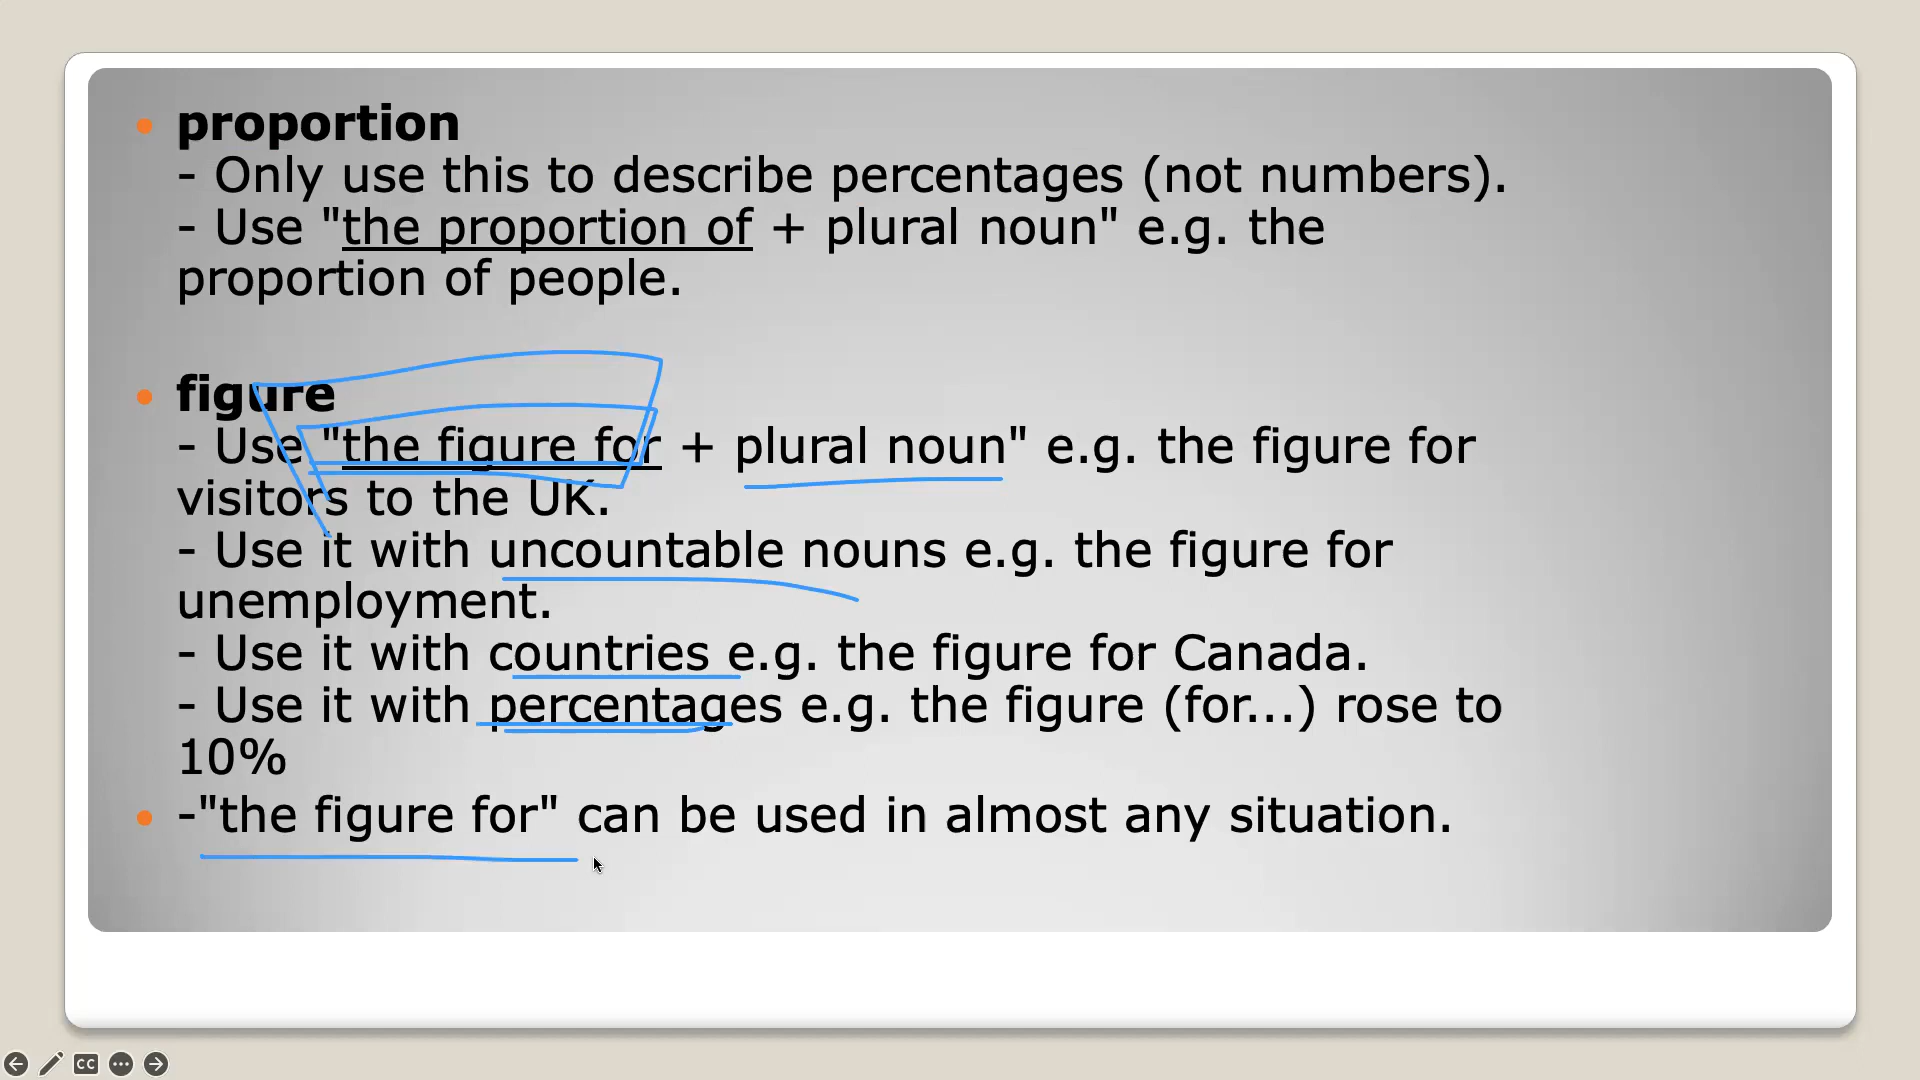 proportion
- Only use this to describe percentages (not numbers).
- Use "the proportion of + plural noun" e.g. the
proportion of people.
figure
- Use "the figure for + plural noun" e.g. the figure for
visitors to the UK.
- Use it with uncountable nouns e.g. the figure for
unemployment.
- Use it with countries e.g. the figure for Canada.
- Use it with percentages e.g. the figure (for...) rose to
10%
-"the figure for" can be used in almost any situation.
CC